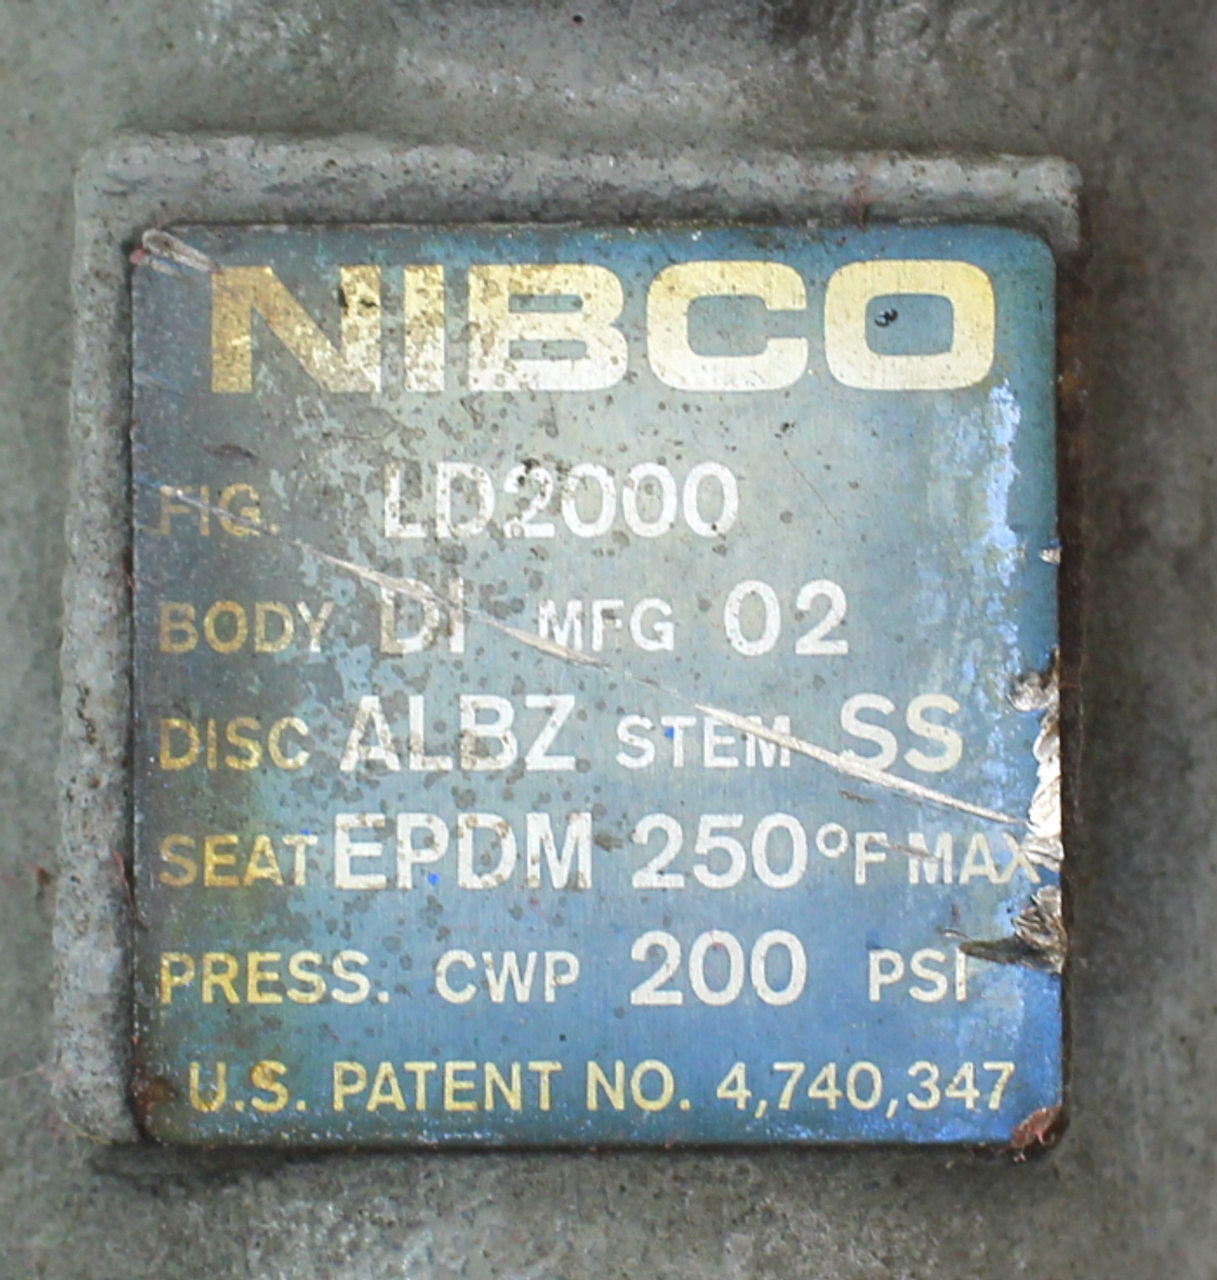 NIBCO
FIG. LD2000
BODY DI MFG 02
DISC ALBZ STEM SS
SEAT EPDM 250°F MAX
PRESS. CWP 200 PSI
U.S. PATENT NO. 4,740,347